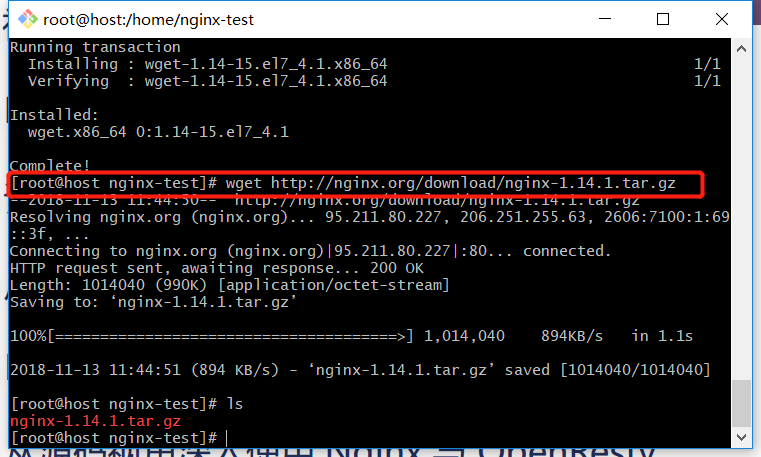 root@host:/home/nginx-test
Running transaction
  Installing : wget-1.14-15.el7_4.1.x86_64                                  1/1
  Verifying  : wget-1.14-15.el7_4.1.x86_64                                  1/1

Installed:
  wget.x86_64 0:1.14-15.el7_4.1

Complete!
[root@host nginx-test]# wget http://nginx.org/download/nginx-1.14.1.tar.gz
--2018-11-13 11:44:50--  http://nginx.org/download/nginx-1.14.1.tar.gz
Resolving nginx.org (nginx.org)... 95.211.80.227, 206.251.255.63, 2606:7100:1:69
::3f, ...
Connecting to nginx.org (nginx.org)|95.211.80.227|:80... connected.
HTTP request sent, awaiting response... 200 OK
Length: 1014040 (990K) [application/octet-stream]
Saving to: ‘nginx-1.14.1.tar.gz’

100%[======================================>] 1,014,040    894KB/s   in 1.1s

2018-11-13 11:44:51 (894 KB/s) - ‘nginx-1.14.1.tar.gz’ saved [1014040/1014040]

[root@host nginx-test]# ls
nginx-1.14.1.tar.gz
[root@host nginx-test]#
Nginx 与 OpenResty